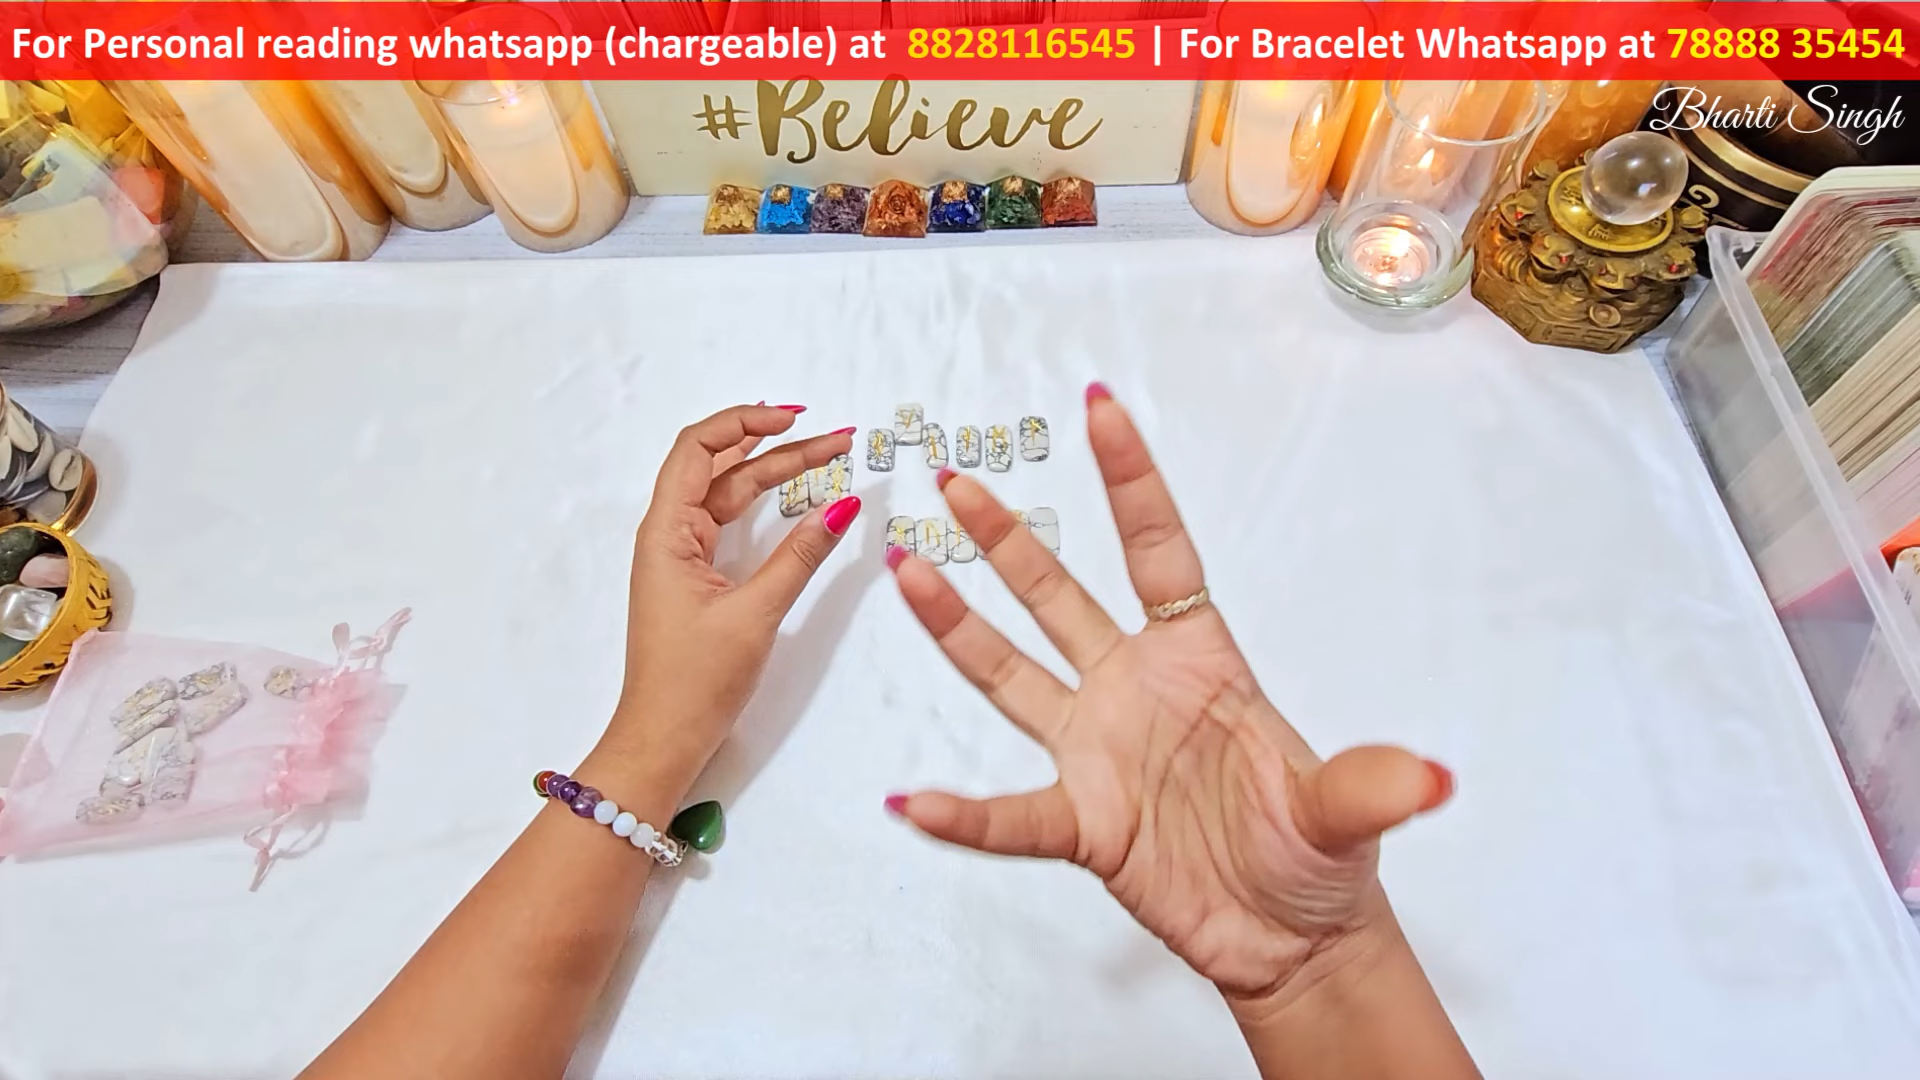 For Personal reading whatsapp (chargeable) at 8828116545 | For Bracelet Whatsapp at 78888 35454
Bharti Singh
#Believe